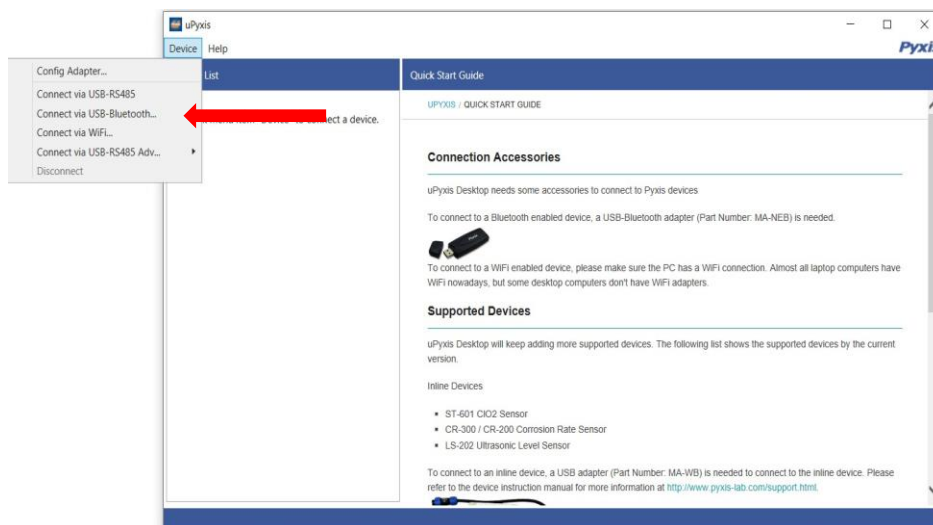 uPyxis
Device Help
Pyxis
Config Adapter...
Connect via USB-RS485
Connect via USB-Bluetooth...
Connect via WiFi...
Connect via USB-RS485 Adv...
Disconnect
List
connect a device.
Quick Start Guide
UPYXIS / QUICK START GUIDE
Connection Accessories
uPyxis Desktop needs some accessories to connect to Pyxis devices
To connect to a Bluetooth enabled device, a USB-Bluetooth adapter (Part Number: MA-NEB) is needed.
To connect to a WiFi enabled device, please make sure the PC has a WiFi connection. Almost all laptop computers have
WiFi nowadays, but some desktop computers don't have WiFi adapters.
Supported Devices
uPyxis Desktop will keep adding more supported devices. The following list shows the supported devices by the current
version.
Inline Devices
ST-601 ClO2 Sensor
CR-300 / CR-200 Corrosion Rate Sensor
LS-202 Ultrasonic Level Sensor
To connect to an inline device, a USB adapter (Part Number: MA-WB) is needed to connect to the inline device. Please
refer to the device instruction manual for more information at http://www.pyxis-lab.com/support.html.